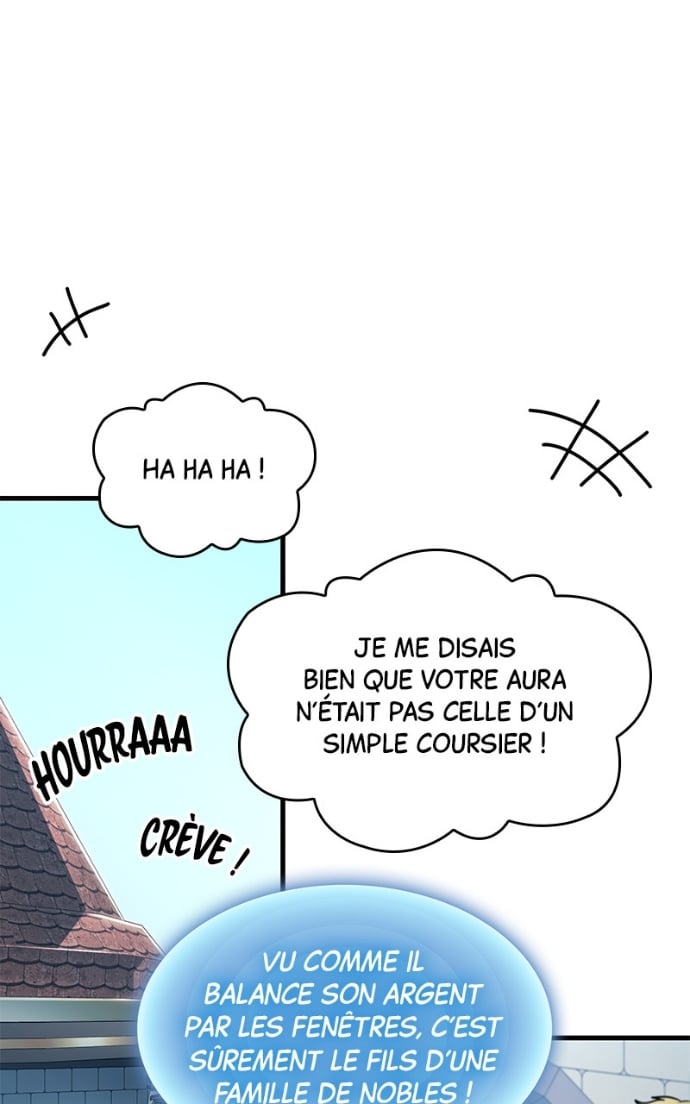 HA HA HA !
JE ME DISAIS
BIEN QUE VOTRE AURA
N'ÉTAIT PAS CELLE D'UN
SIMPLE COURSIER !
HOURRAAA
CRÈVE !
VU COMME IL
BALANCE SON ARGENT
PAR LES FENÊTRES, C'EST
SÛREMENT LE FILS D'UNE
FAMILLE DE NOBLES !